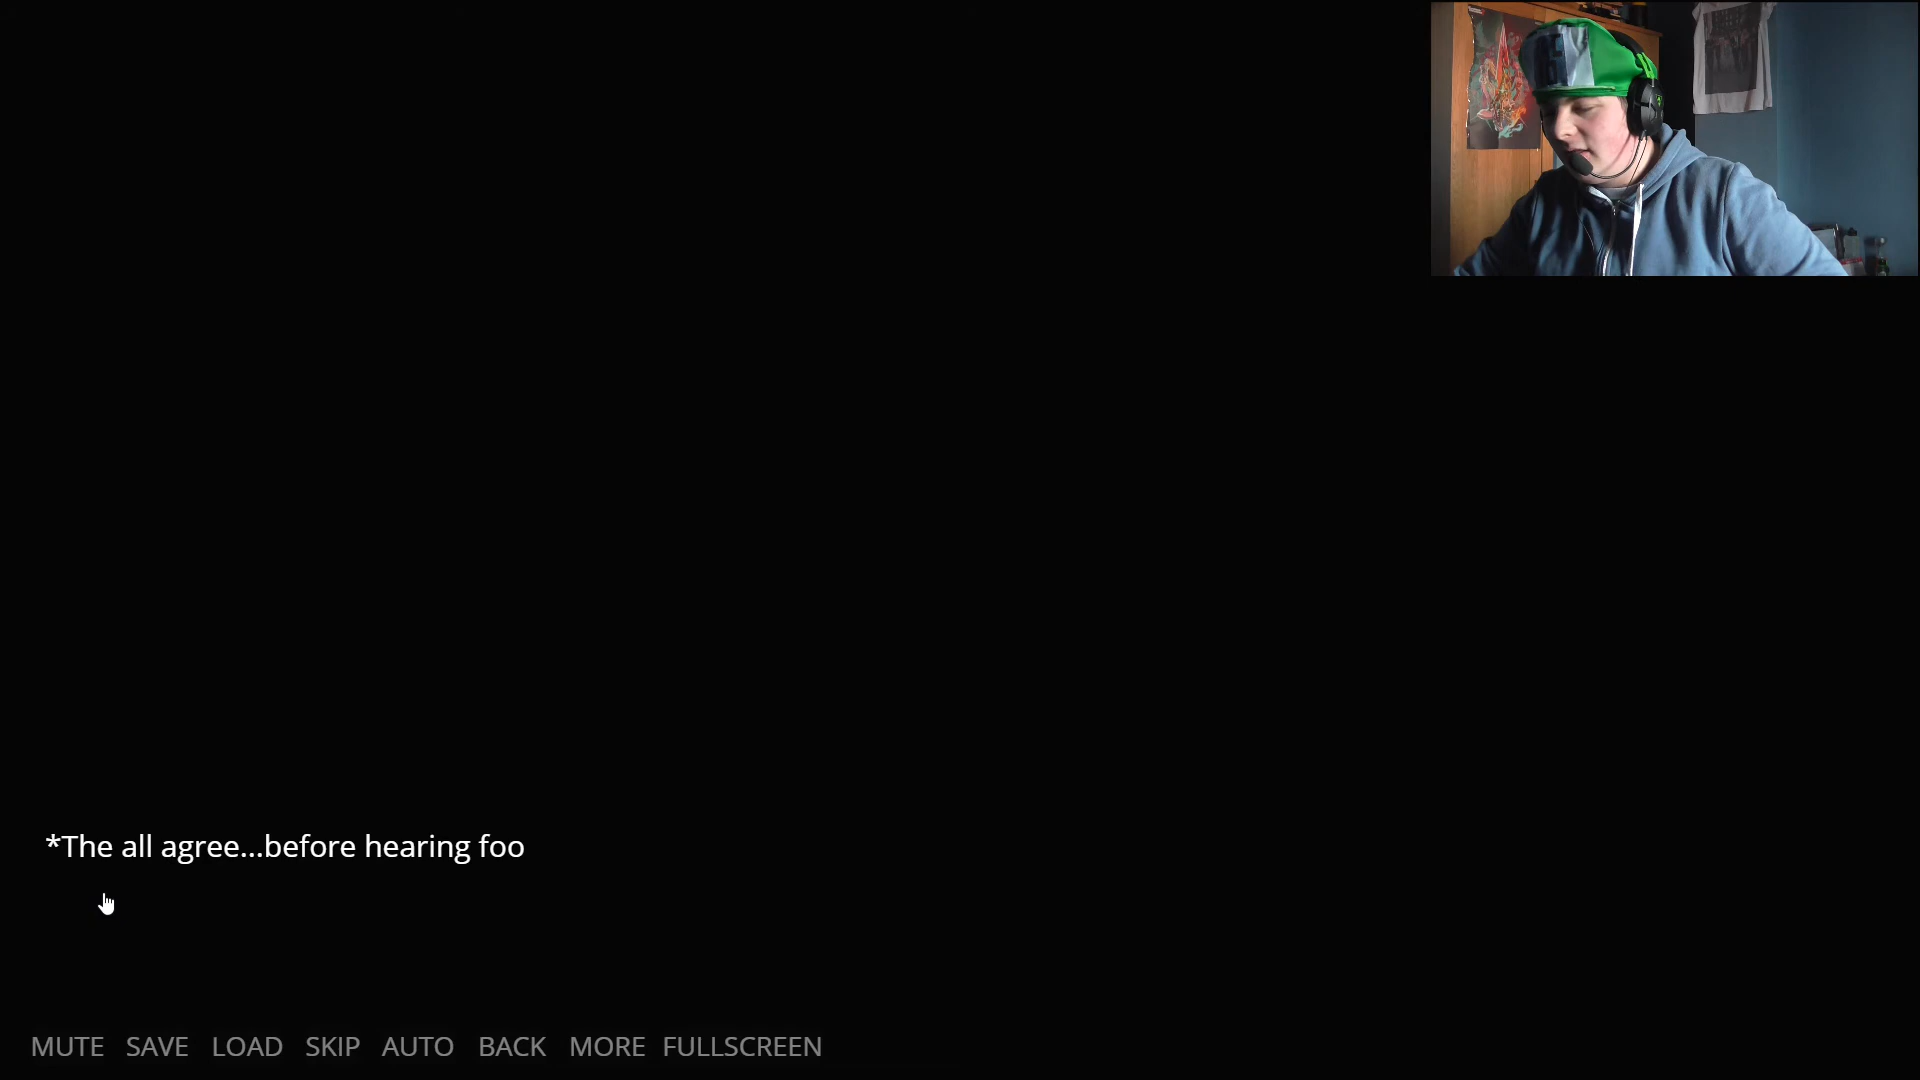 *The all agree...before hearing foo
MUTE SAVE LOAD SKIP AUTO BACK MORE FULLSCREEN